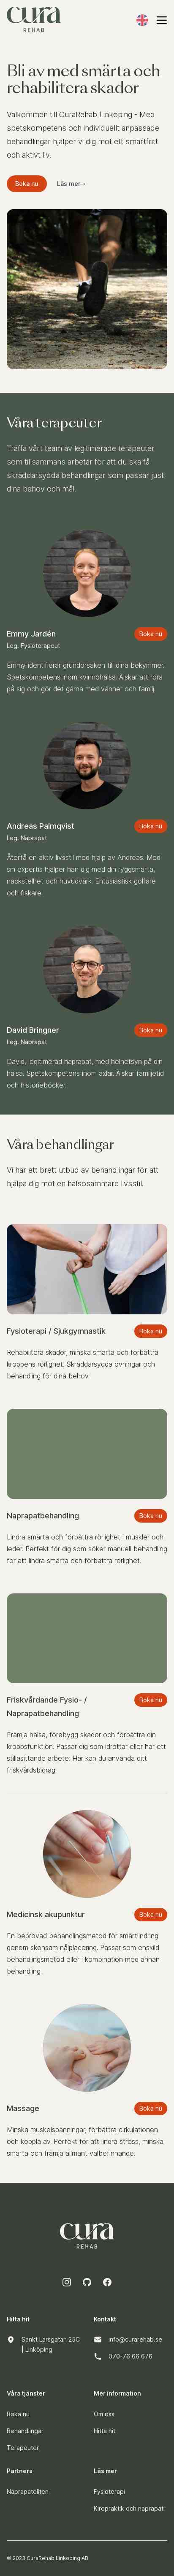 cura
REHAB
Bli av med smärta och
rehabilitera skador
Välkommen till CuraRehab Linköping - Med
spetskompetens och individuellt anpassade
behandlingar hjälper vi dig mot ett smärtfritt
och aktivt liv.
Boka nu
Läs mer→
Våra terapeuter
Träffa vårt team av legitimerade terapeuter
som tillsammans arbetar för att du ska få
skräddarsydda behandlingar som passar just
dina behov och mål.
Emmy Jardén
Boka nu
Leg. Fysioterapeut
Emmy identifierar grundorsaken till dina bekymmer.
Spetskompetens inom kvinnohälsa. Älskar att röra
på sig och gör det gärna med vänner och familj.
Andreas Palmqvist
Boka nu
Leg. Naprapat
Återfå en aktiv livsstil med hjälp av Andreas. Med
sin expertis hjälper han dig med din ryggsmärta,
nackstelhet och huvudvärk. Entusiastisk golfare
och fiskare.
David Bringner
Boka nu
Leg. Naprapat
David, legitimerad naprapat, med helhetsyn på din
hälsa. Spetskompetens inom axlar. Älskar familjetid
och historieböcker.
Våra behandlingar
Vi har ett brett utbud av behandlingar för att
hjälpa dig mot en hälsosammare livsstil.
Fysioterapi / Sjukgymnastik
Boka nu
Rehabilitera skador, minska smärta och förbättra
kroppens rörlighet. Skräddarsydda övningar och
behandling för dina behov.
Naprapatbehandling
Boka nu
Lindra smärta och förbättra rörlighet i muskler och
leder. Perfekt för dig som söker manuell behandling
för att lindra smärta och förbättra rörlighet.
Friskvårdande Fysio- /
Naprapatbehandling
Boka nu
Främja hälsa, förebygg skador och förbättra din
kroppsfunktion. Passar dig som idrottar eller har ett
stillasittande arbete. Här kan du använda ditt
friskvårdsbidrag.
Medicinsk akupunktur
Boka nu
En beprövad behandlingsmetod för smärtlindring
genom skonsam nålplacering. Passar som enskild
behandlingsmetod eller i kombination med annan
behandling.
Massage
Boka nu
Minska muskelspänningar, förbättra cirkulationen
och koppla av. Perfekt för att lindra stress, minska
smärta och främja allmänt välbefinnande.
cura
REHAB
Hitta hit
Kontakt
Sankt Larsgatan 25C
| Linköping
info@curarehab.se
070-76 66 676
Våra tjänster
Mer information
Boka nu
Om oss
Behandlingar
Hitta hit
Terapeuter
Partners
Läs mer
Naprapateliten
Fysioterapi
Kiropraktik och naprapati
© 2023 CuraRehab Linköping AB